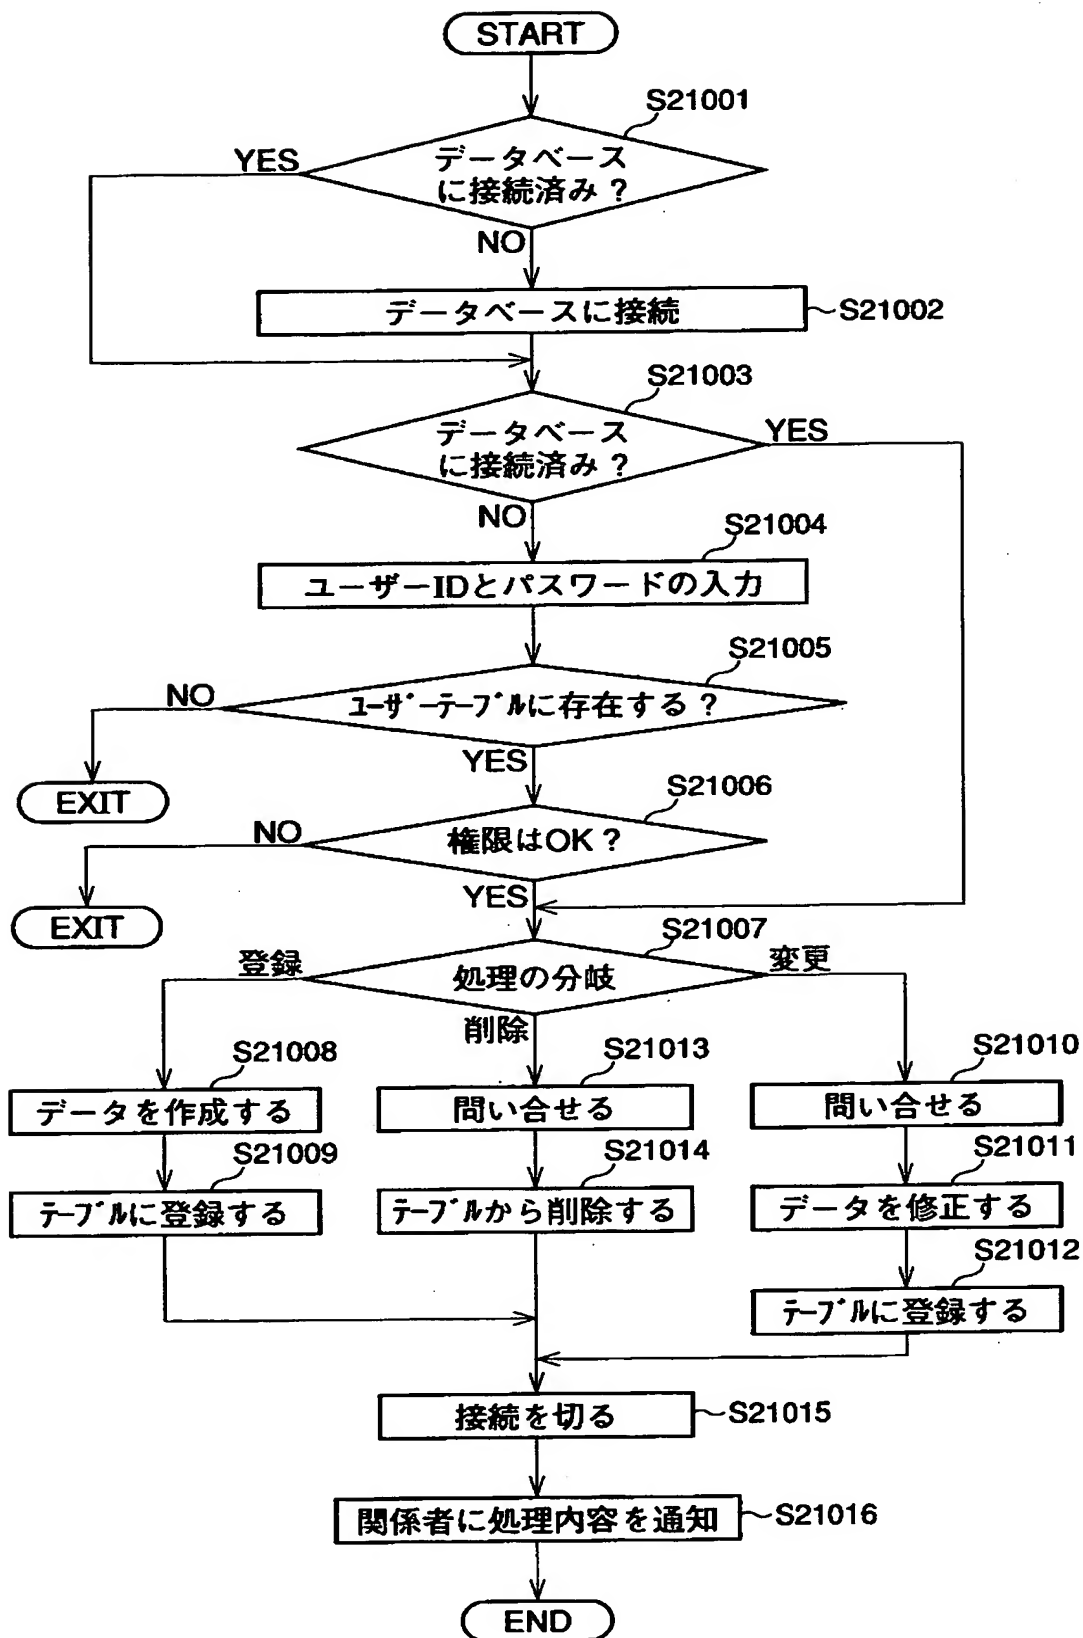 START
S21001
データベース
に接続済み？
YES
NO
データベースに接続
S21002
S21003
データベース
に接続済み？
YES
NO
S21004
ユーザーIDとパスワードの入力
S21005
ﾕｰｻﾞｰﾃｰﾌﾞﾙに存在する？
NO
YES
EXIT
S21006
権限はOK？
NO
YES
EXIT
S21007
処理の分岐
登録
変更
削除
S21008
S21013
S21010
データを作成する
問い合せる
問い合せる
S21009
S21014
S21011
ﾃｰﾌﾞﾙに登録する
ﾃｰﾌﾞﾙから削除する
データを修正する
S21012
ﾃｰﾌﾞﾙに登録する
接続を切る
S21015
関係者に処理内容を通知
S21016
END